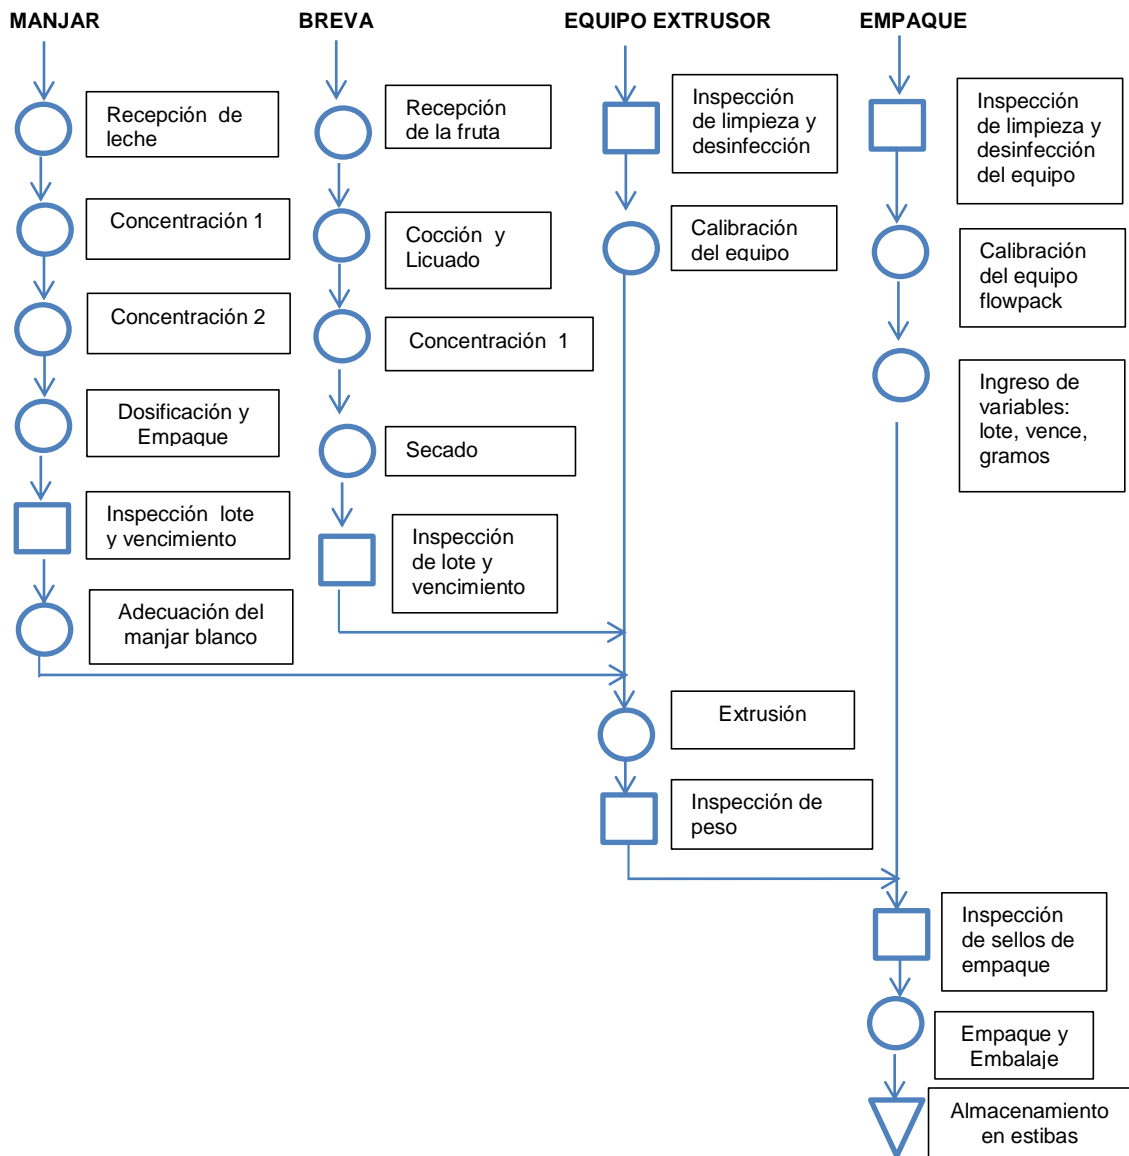 MANJAR
BREVA
EQUIPO EXTRUSOR
EMPAQUE
Recepción de
leche
Concentración 1
Concentración 2
Dosificación y
Empaque
Inspección lote
y vencimiento
Adecuación del
manjar blanco
Recepción
de la fruta
Cocción y
Licuado
Concentración 1
Secado
Inspección
de lote y
vencimiento
Inspección
de limpieza y
desinfección
Calibración
del equipo
Extrusión
Inspección de
peso
Inspección
de limpieza y
desinfección
del equipo
Calibración
del equipo
flowpack
Ingreso de
variables:
lote, vence,
gramos
Inspección
de sellos de
empaque
Empaque y
Embalaje
Almacenamiento
en estibas